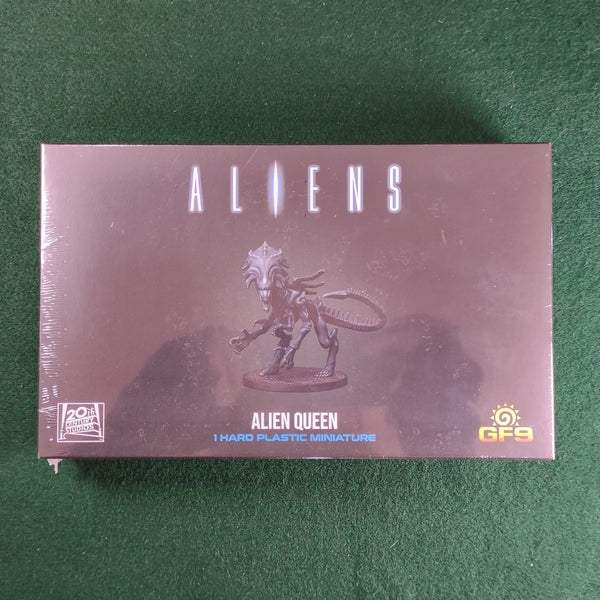 ALIENS
ALIEN QUEEN
1 HARD PLASTIC MINIATURE
20TH
CENTURY
STUDIOS
GF9